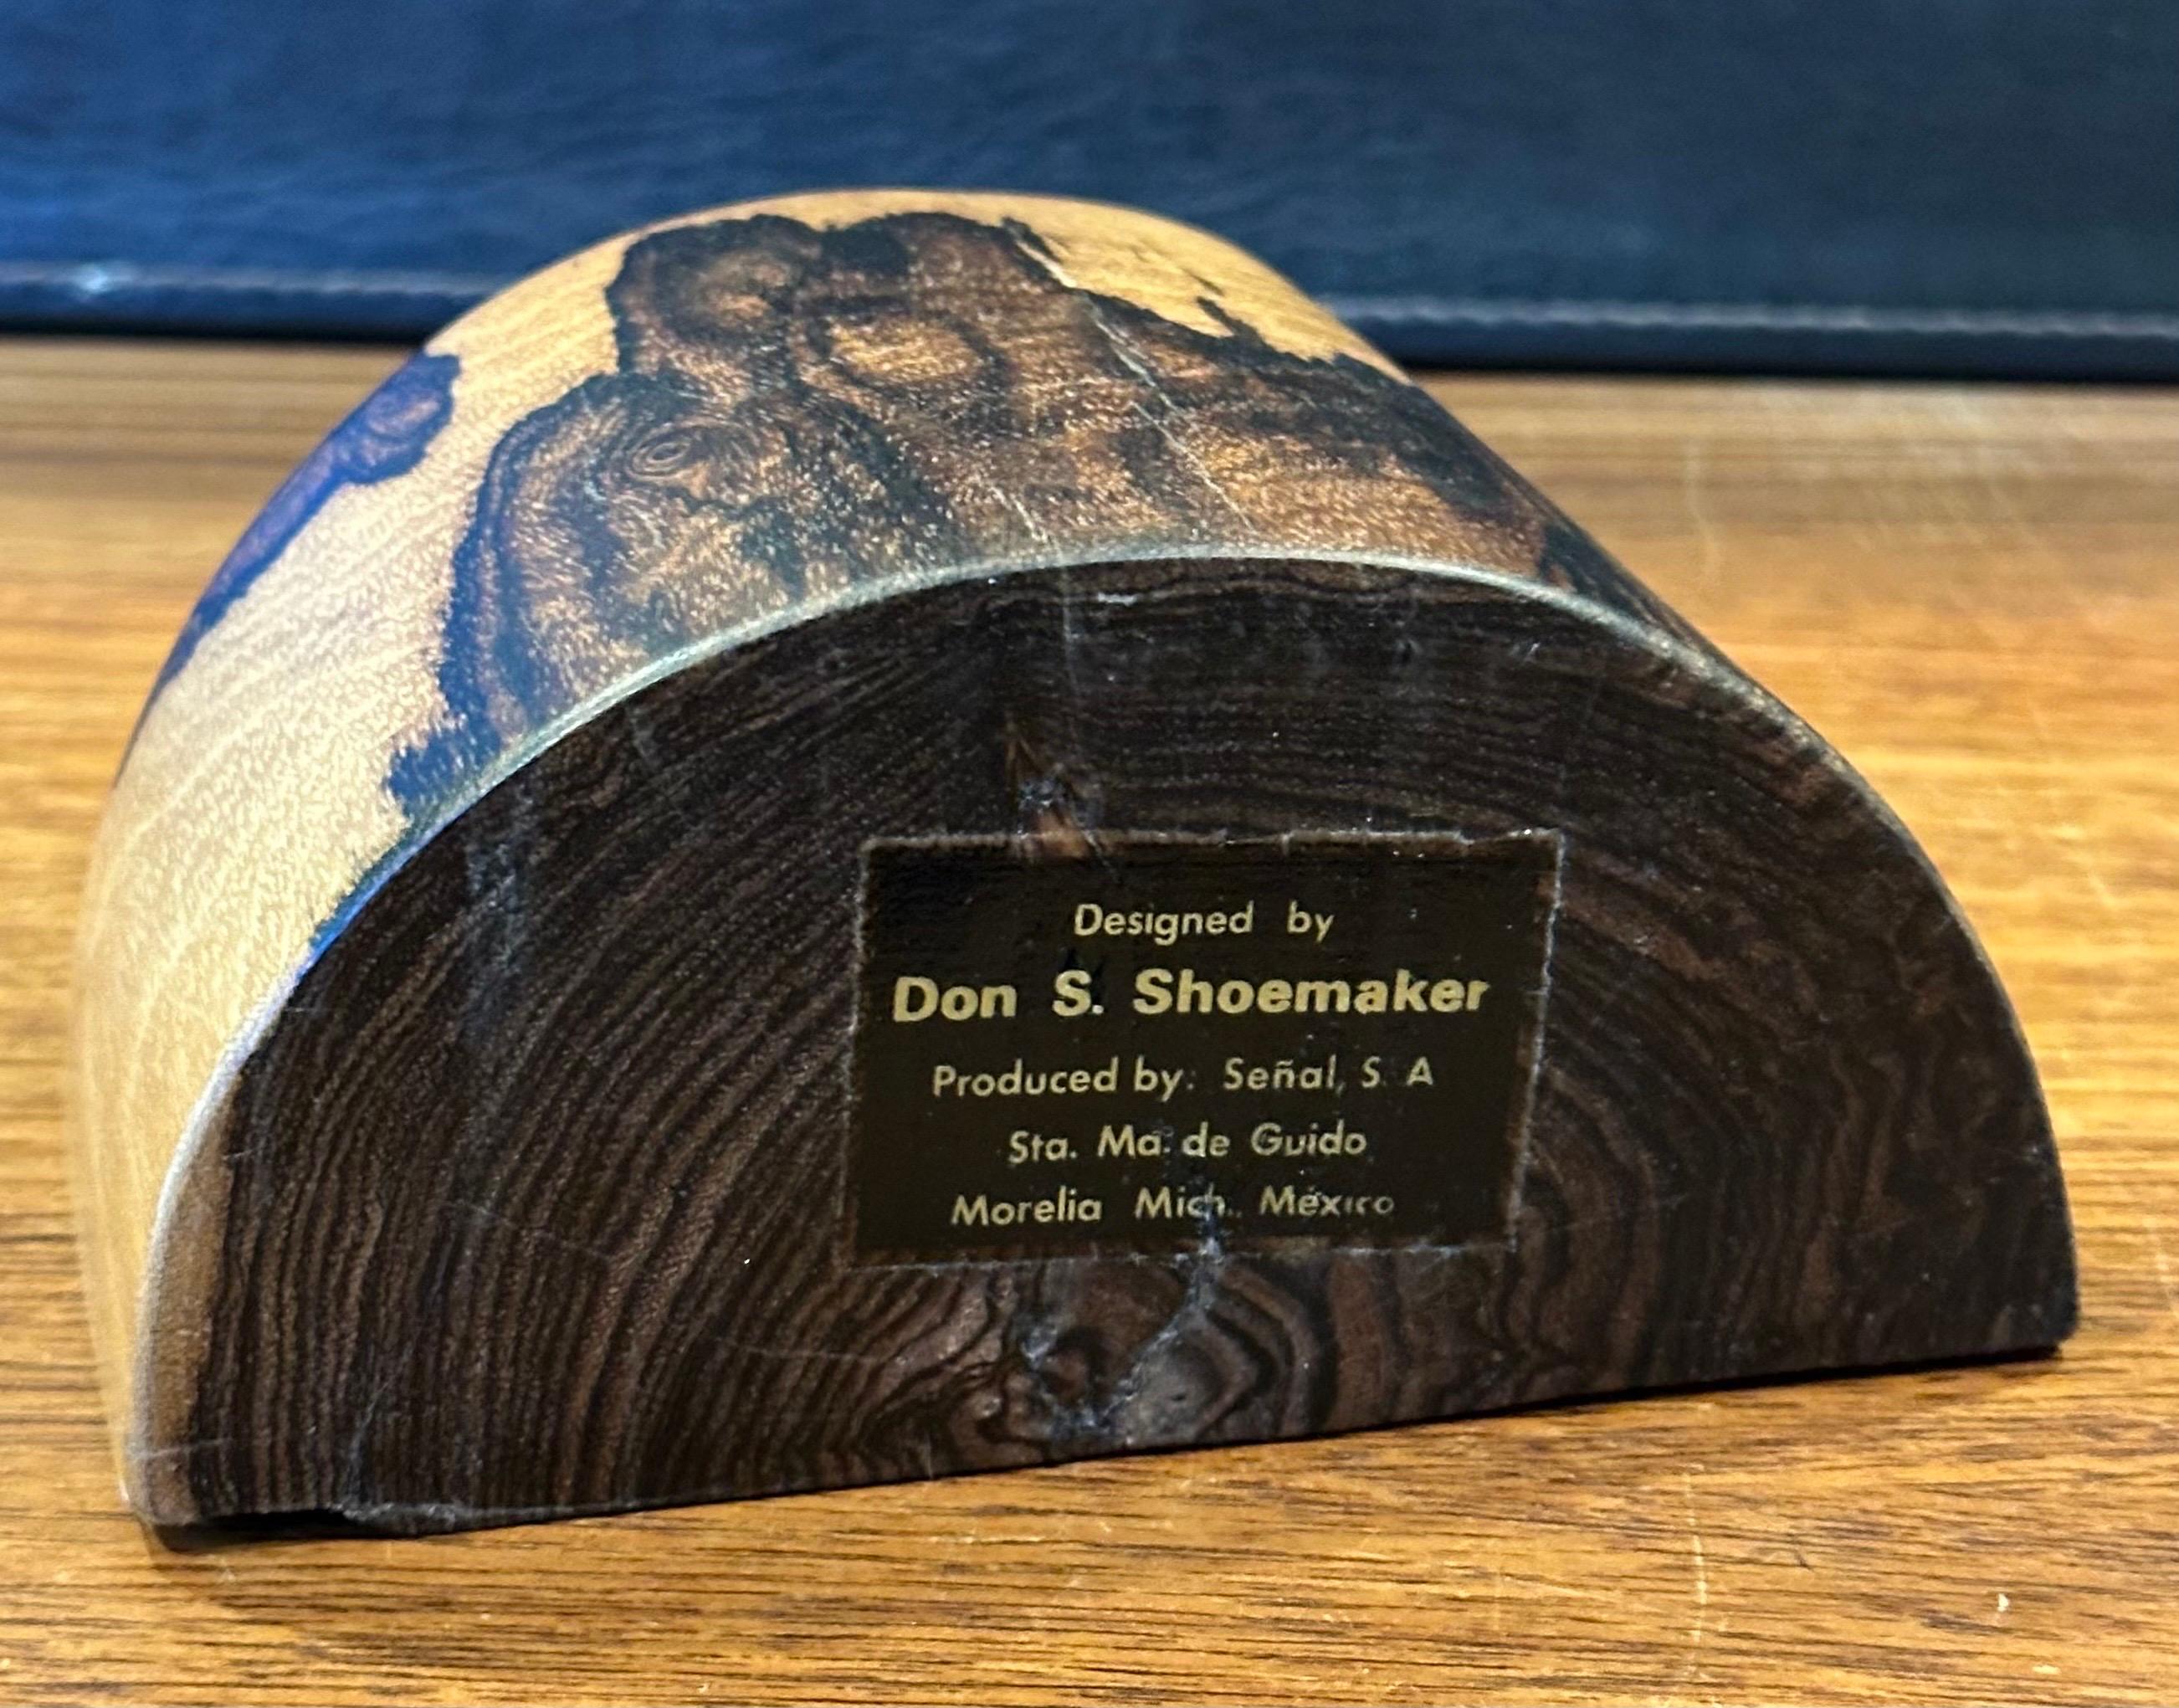 Designed by
Don S. Shoemaker
Produced by: Señal, S. A
Sta. Ma. de Guido
Morelia Mich.. México